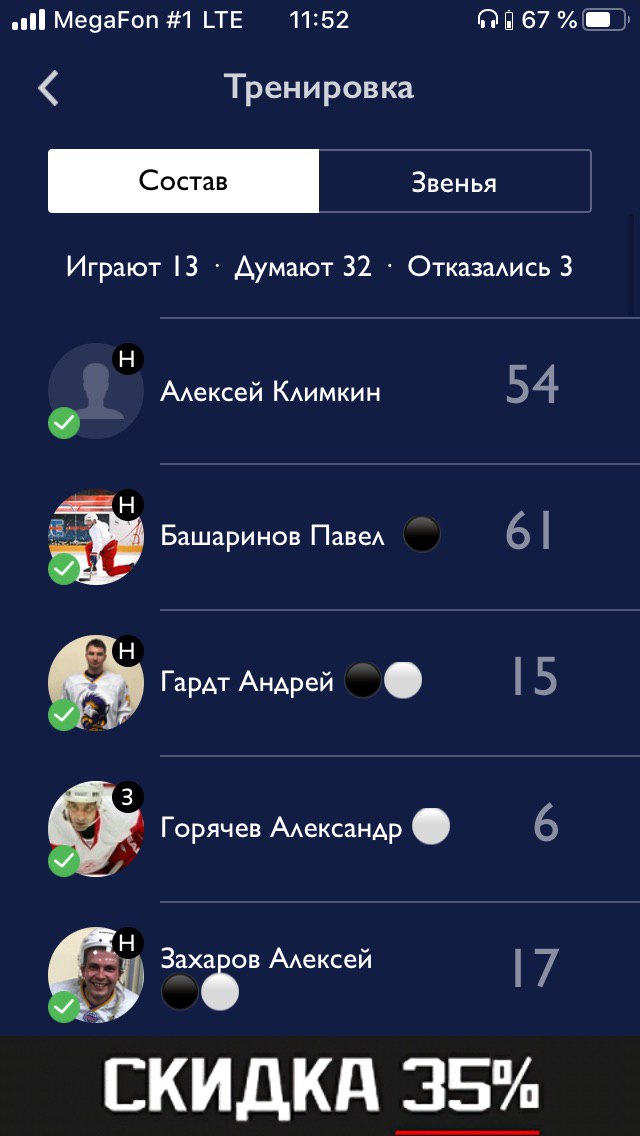 MegaFon #1 LTE 11:52 67 %
Тренировка
Состав Звенья
Играют 13 · Думают 32 · Отказались 3
Н
Алексей Климкин 54
Н
Башаринов Павел 61
Н
Гардт Андрей 15
З
Горячев Александр 6
Н
Захаров Алексей 17
СКИДКА 35%